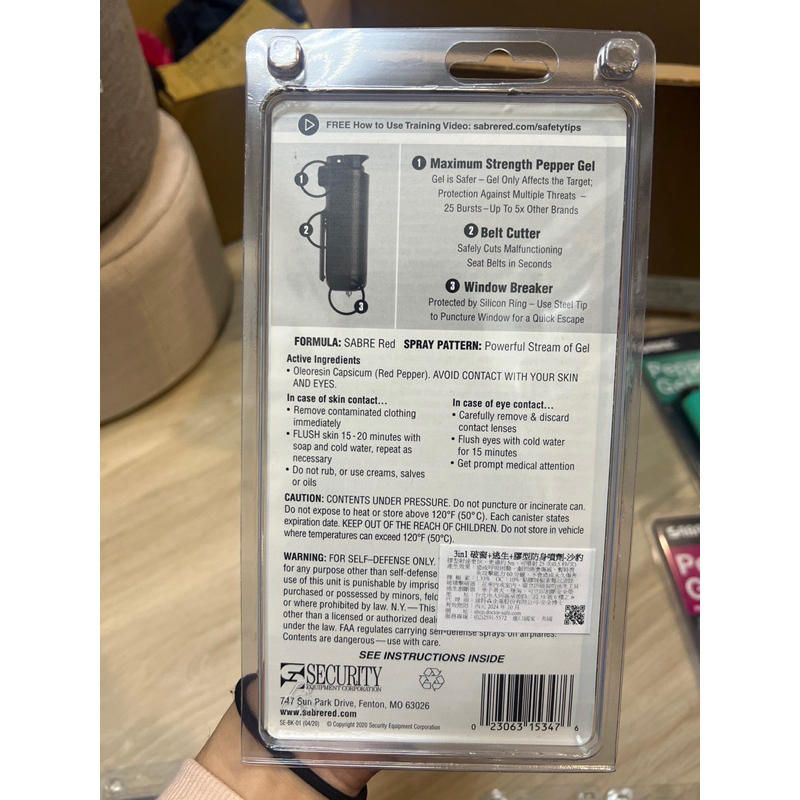 FREE How to Use Training Video: sabrered.com/safetytips
1 Maximum Strength Pepper Gel
Gel is Safer – Gel Only Affects the Target;
Protection Against Multiple Threats –
25 Bursts – Up To 5x Other Brands
2 Belt Cutter
Safely Cuts Malfunctioning
Seat Belts in Seconds
3 Window Breaker
Protected by Silicon Ring – Use Steel Tip
to Puncture Window for a Quick Escape
1
2
3
FORMULA: SABRE Red SPRAY PATTERN: Powerful Stream of Gel
Active Ingredients
• Oleoresin Capsicum (Red Pepper). AVOID CONTACT WITH YOUR SKIN
AND EYES.
In case of skin contact...
• Remove contaminated clothing
immediately
• FLUSH skin 15-20 minutes with
soap and cold water, repeat as
necessary
• Do not rub, or use creams, salves
or oils
In case of eye contact...
• Carefully remove & discard
contact lenses
• Flush eyes with cold water
for 15 minutes
• Get prompt medical attention
CAUTION: CONTENTS UNDER PRESSURE. Do not puncture or incinerate can.
Do not expose to heat or store above 120°F (50°C). Each canister states
expiration date. KEEP OUT OF THE REACH OF CHILDREN. Do not store in vehicle
where temperatures can exceed 120°F (50°C).
WARNING: FOR SELF–DEFENSE ONLY.
for any purpose other than self-defense
use of this unit is punishable by
purchased or possessed by minors,
or where prohibited by law. N.Y.—This
other than a licensed or authorized
under the law. FAA regulates carrying self-defense sprays on airplanes.
Contents are dangerous—use with care.
3in1 破窗+逃生+膠型防身噴劑-沙豹
SEE INSTRUCTIONS INSIDE
SECURITY
EQUIPMENT CORPORATION
747 Sun Park Drive, Fenton, MO 63026
www.sabrered.com
SE-BK-01 (04/20) © Copyright 2020 Security Equipment Corporation
0 23063 15347 6